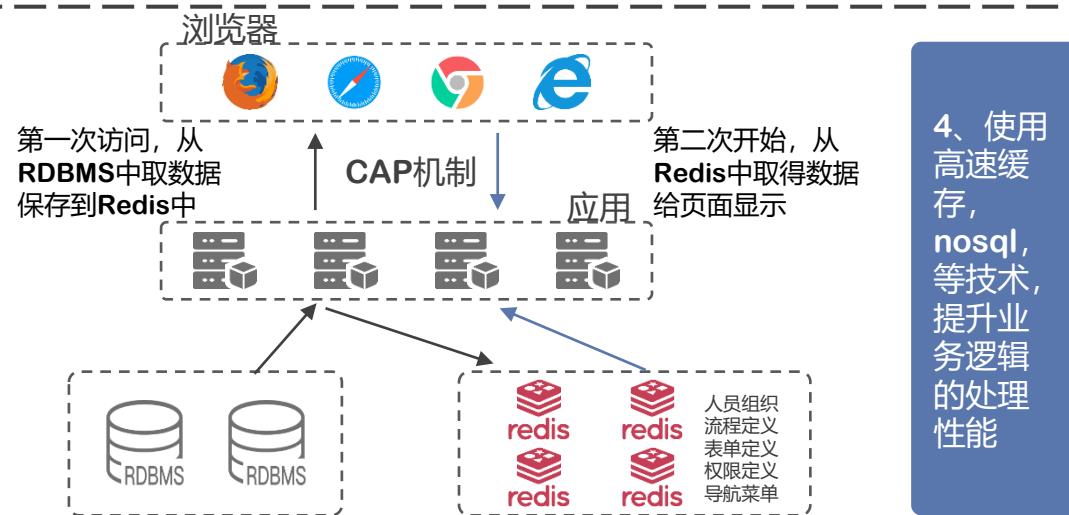 浏览器
第一次访问，从
RDBMS中取数据
保存到Redis中
CAP机制
第二次开始，从
Redis中取得数据
给页面显示
应用
RDBMS
RDBMS
redis
redis
redis
redis
人员组织
流程定义
表单定义
权限定义
导航菜单
4、使用
高速缓
存，
nosql，
等技术，
提升业
务逻辑
的处理
性能